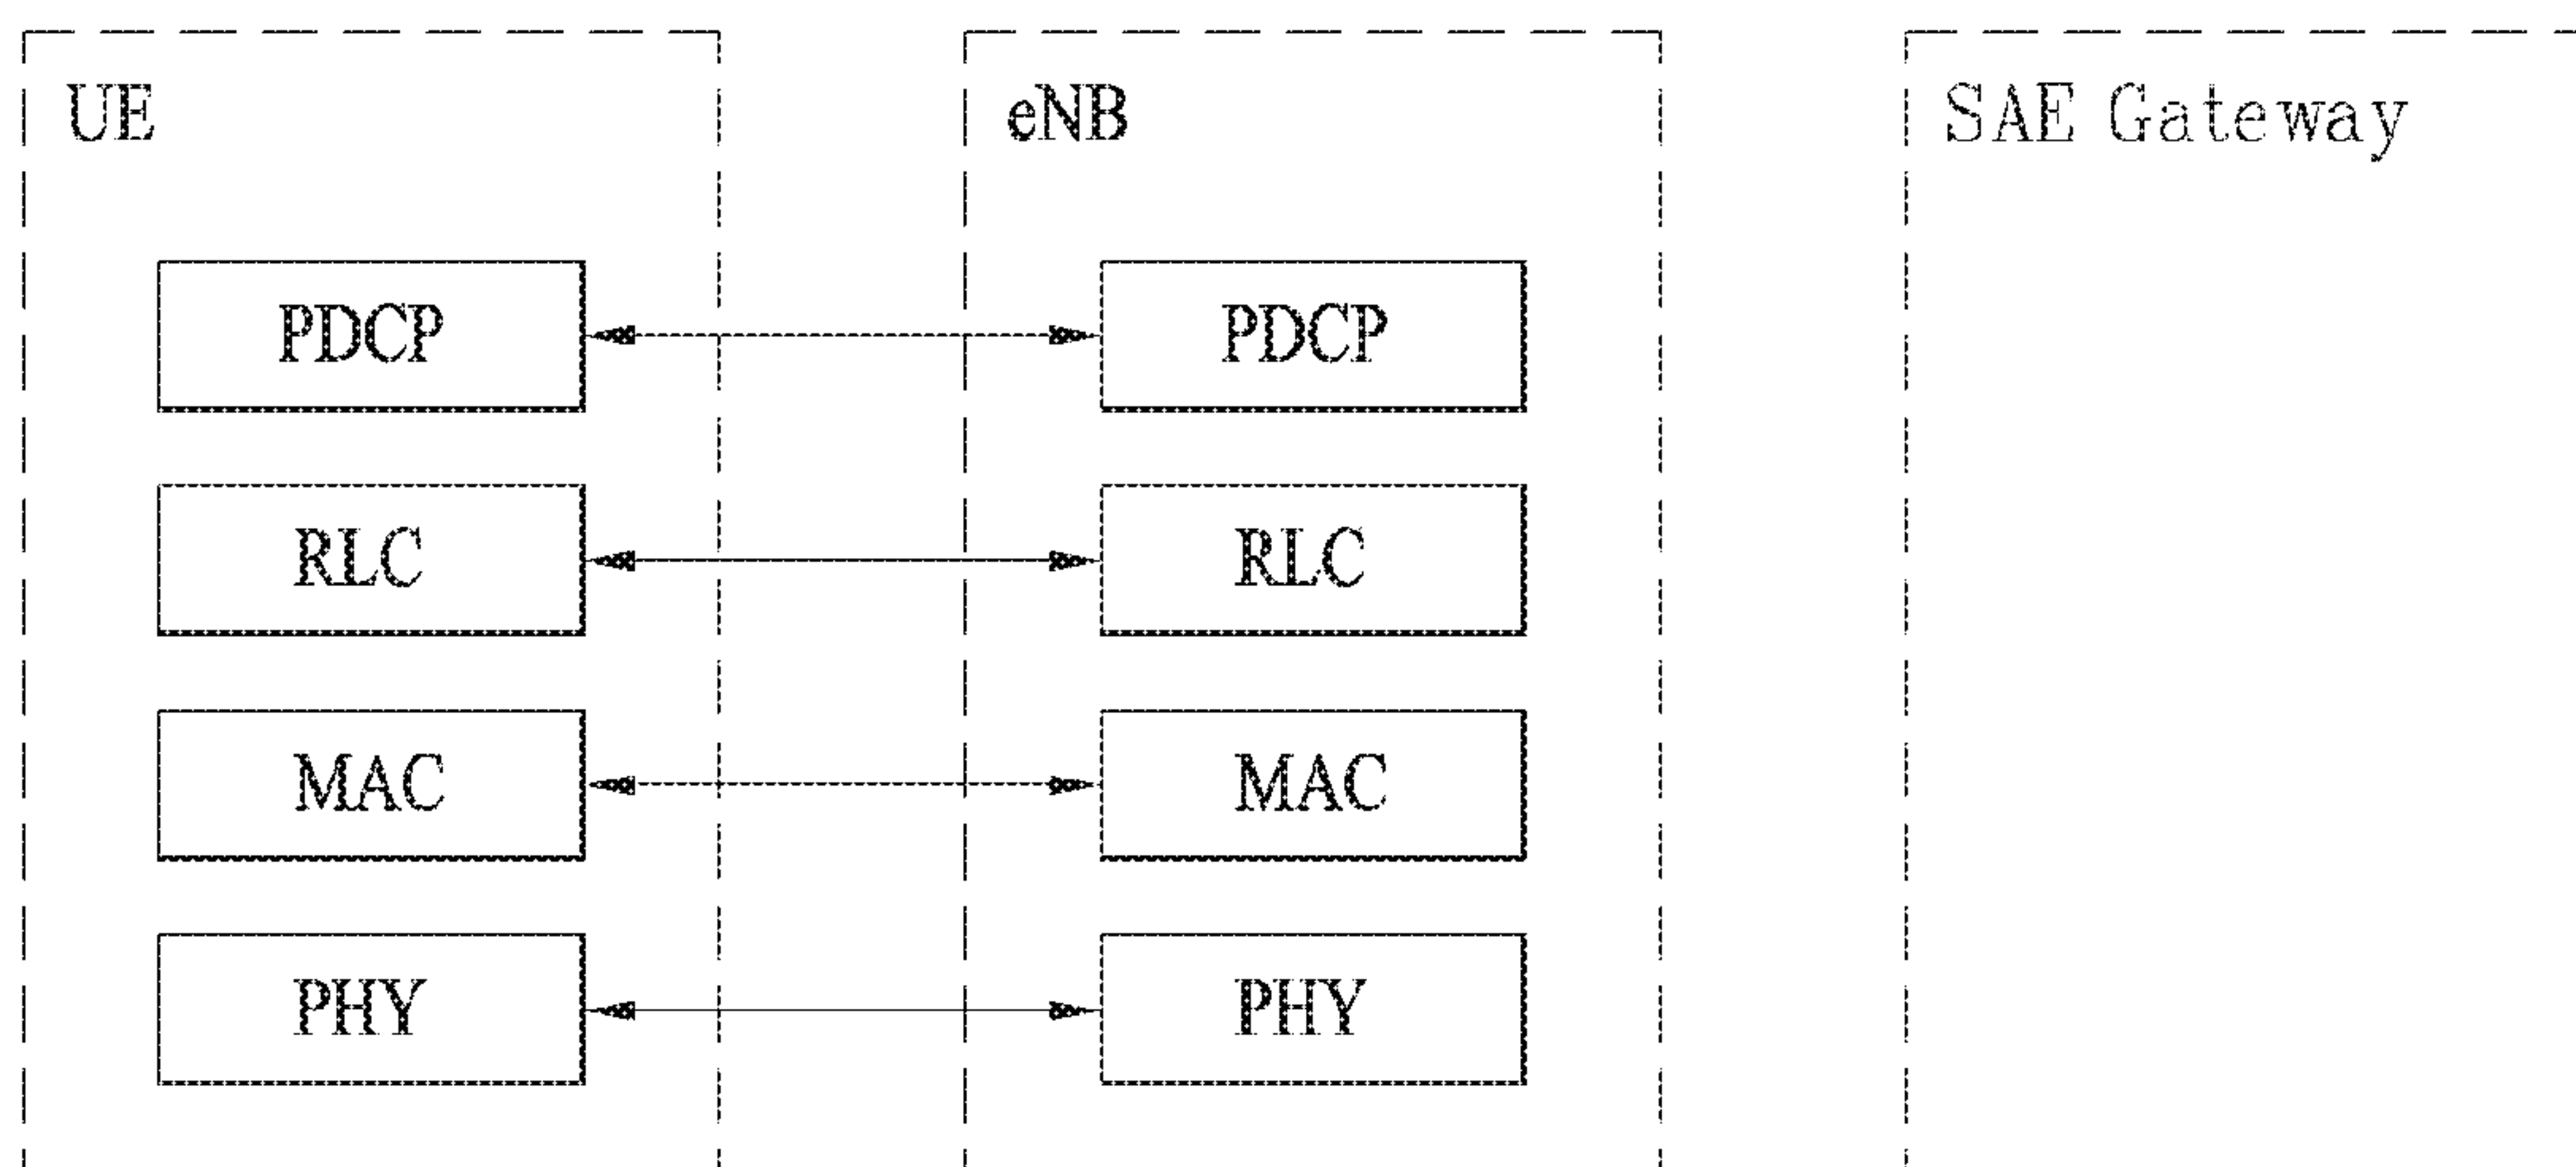 UE
eNB
SAE Gateway
PDCP
PDCP
RLC
RLC
MAC
MAC
PHY
PHY